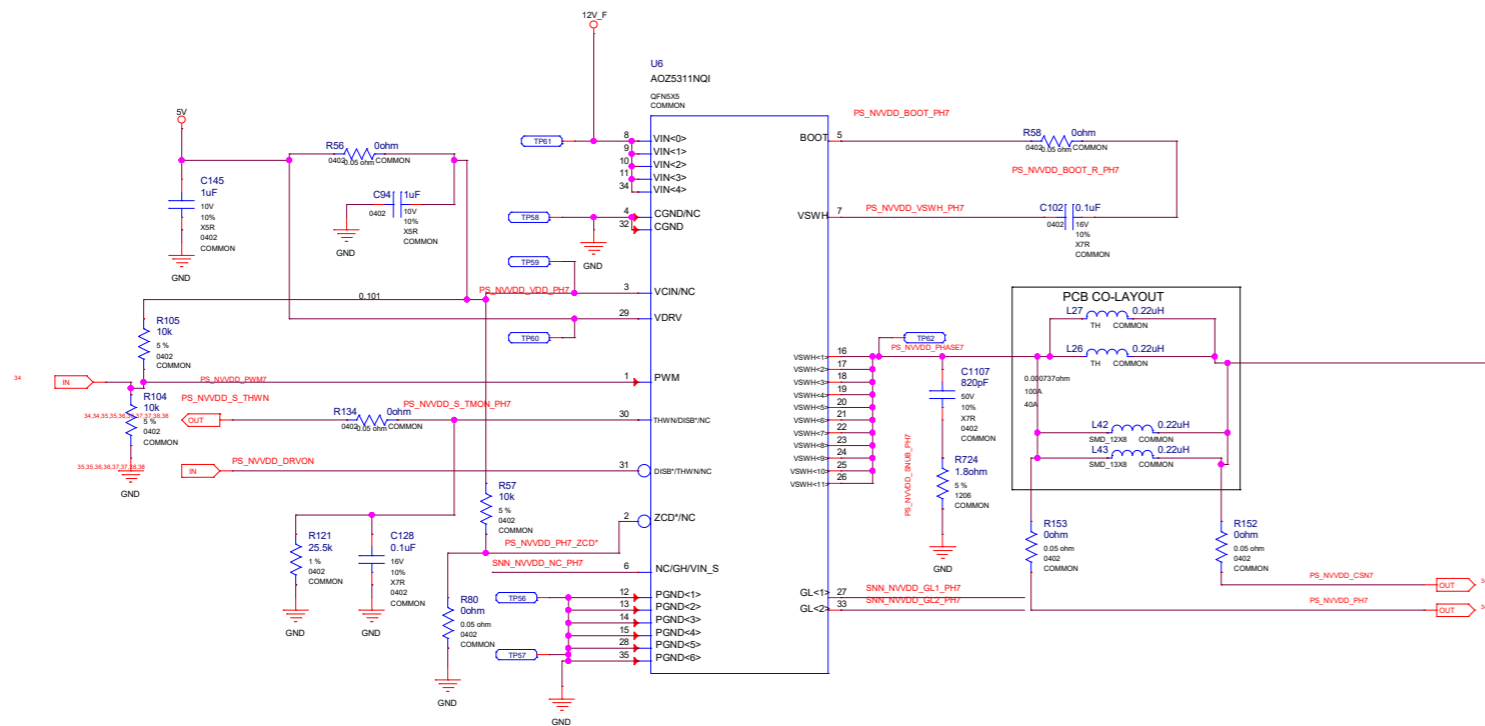 12V_F
U6
AOZ5311NQI
QFN5X5
COMMON
5V
R56
0ohm
0402
0.05 ohm
COMMON
C145
1uF
10V
10%
X5R
0402
COMMON
GND
C94
1uF
0402
10V
10%
X5R
COMMON
GND
TP61
8
9
10
11
34
VIN<0>
VIN<1>
VIN<2>
VIN<3>
VIN<4>
TP58
4
32
CGND/NC
CGND
GND
TP59
PS_NVVDD_VDD_PH7
3
VCIN/NC
29
VDRV
TP60
0.101
R105
10k
5 %
0402
COMMON
34
IN
PS_NVVDD_PWM7
1
PWM
R104
10k
5 %
0402
COMMON
GND
PS_NVVDD_S_THWN
OUT
R134
0ohm
0402
0.05 ohm
COMMON
PS_NVVDD_S_TMON_PH7
30
THWN/DISB*/NC
IN
PS_NVVDD_DRVON
31
DISB*/THWN/NC
35,35,36,36,37,37,38,38
R57
10k
5 %
0402
COMMON
2
ZCD*/NC
PS_NVVDD_PH7_ZCD*
R121
25.5k
1 %
0402
COMMON
GND
C128
0.1uF
16V
10%
X7R
0402
COMMON
GND
SNN_NVVDD_NC_PH7
6
NC/GH/VIN_S
R80
0ohm
0.05 ohm
0402
COMMON
GND
TP56
TP57
12
13
14
15
28
35
PGND<1>
PGND<2>
PGND<3>
PGND<4>
PGND<5>
PGND<6>
GND
BOOT
5
PS_NVVDD_BOOT_PH7
R58
0ohm
0402
0.05 ohm
COMMON
PS_NVVDD_BOOT_R_PH7
VSWH
7
PS_NVVDD_VSWH_PH7
C102
0.1uF
0402
16V
10%
X7R
COMMON
TP62
PS_NVVDD_PHASE7
VSWH<1>
VSWH<2>
VSWH<3>
VSWH<4>
VSWH<5>
VSWH<6>
VSWH<7>
VSWH<8>
VSWH<9>
VSWH<10>
VSWH<11>
16
17
18
19
20
21
22
23
24
25
26
C1107
820pF
50V
10%
X7R
0402
COMMON
PS_NVVDD_SNUB_PH7
R724
1.8ohm
5 %
1206
COMMON
GND
PCB CO-LAYOUT
L27
0.22uH
TH
COMMON
L26
0.22uH
TH
COMMON
0.000737ohm
100A
40A
L42
0.22uH
SMD_12X8
COMMON
L43
0.22uH
SMD_13X8
COMMON
R153
0ohm
0.05 ohm
0402
COMMON
R152
0ohm
0.05 ohm
0402
COMMON
PS_NVVDD_CSN7
OUT
PS_NVVDD_PH7
OUT
GL<1>
27
SNN_NVVDD_GL1_PH7
GL<2>
33
SNN_NVVDD_GL2_PH7